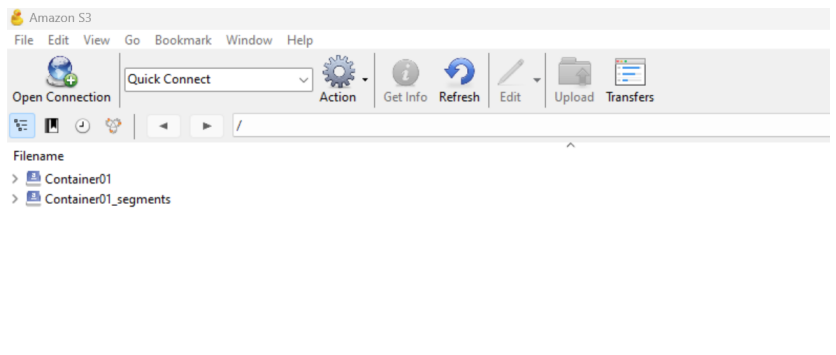 Amazon S3
File Edit View Go Bookmark Window Help
Quick Connect
Open Connection Action Get Info Refresh Edit Upload Transfers
/
Filename
Container01
Container01_segments